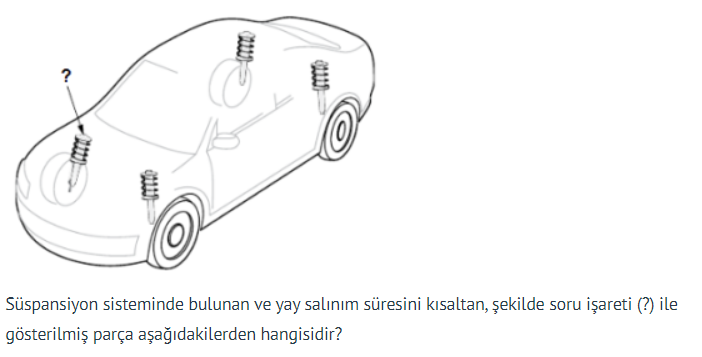 ?
Süspansiyon sisteminde bulunan ve yay salınım süresini kısaltan, şekilde soru işareti (?) ile
gösterilmiş parça aşağıdakilerden hangisidir?